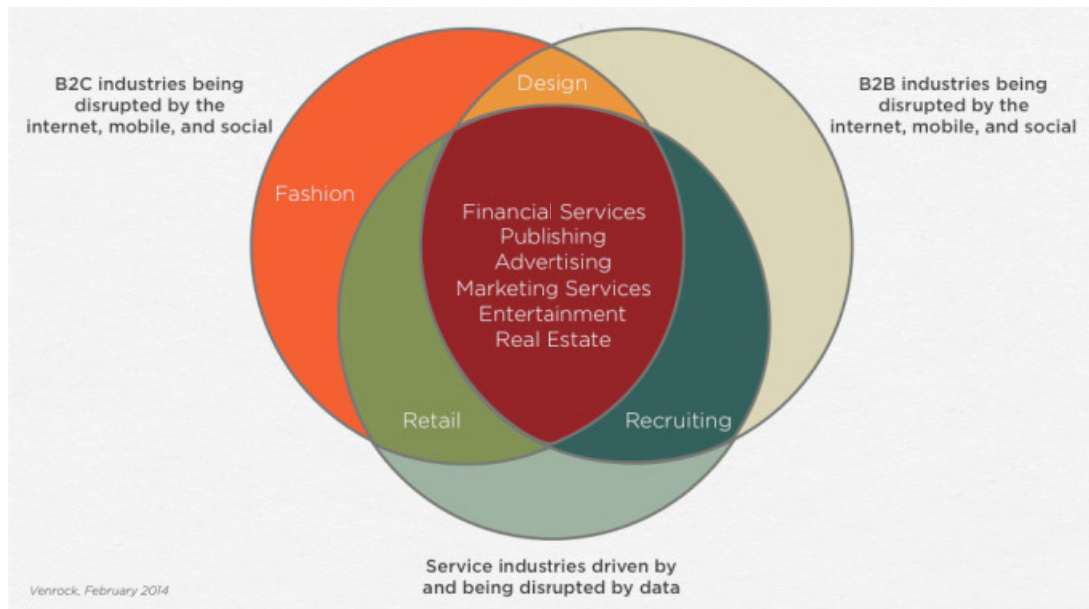 B2C industries being
disrupted by the
internet, mobile, and social
Design
B2B industries being
disrupted by the
internet, mobile, and social
Fashion
Financial Services
Publishing
Advertising
Marketing Services
Entertainment
Real Estate
Retail
Recruiting
Service industries driven by
and being disrupted by data
Venrock, February 2014